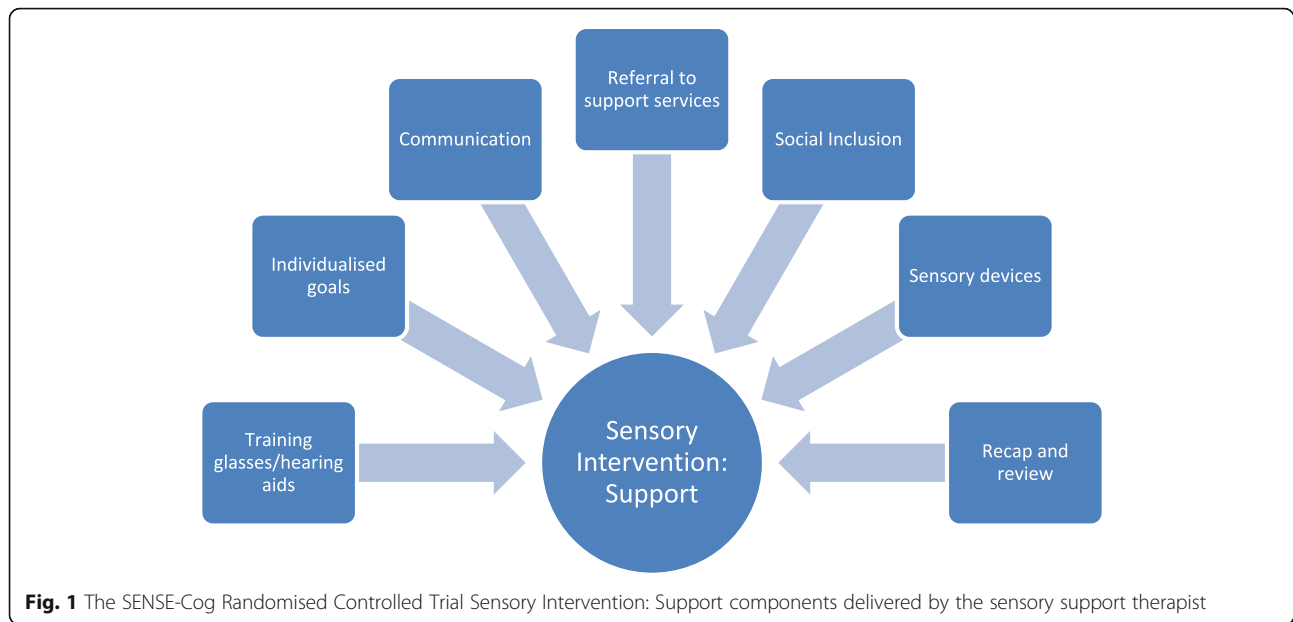 Referral to
support services
Communication
Social Inclusion
Individualised
goals
Sensory devices
Training
glasses/hearing
aids
Sensory
Intervention:
Support
Recap and
review
Fig. 1 The SENSE-Cog Randomised Controlled Trial Sensory Intervention: Support components delivered by the sensory support therapist